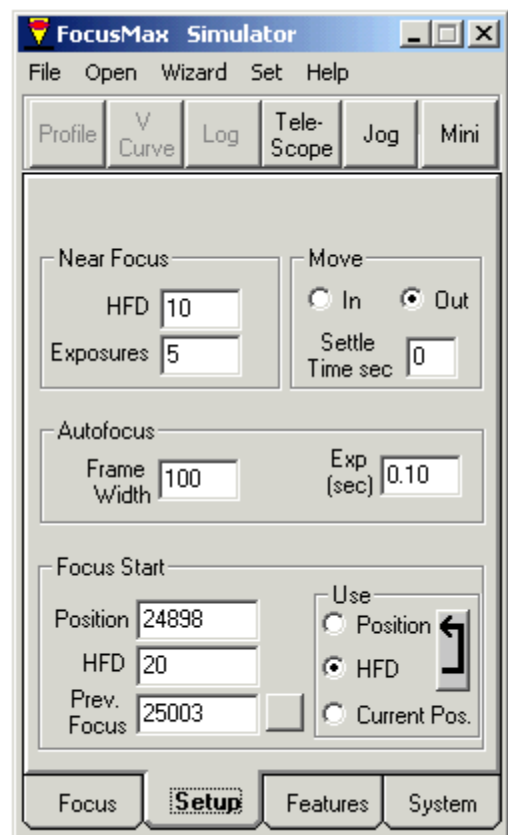 FocusMax Simulator
File Open Wizard Set Help
Profile
V
Curve
Log
Tele-
Scope
Jog
Mini
Near Focus
HFD 10
Exposures 5
Move
In Out
Settle
Time sec 0
Autofocus
Frame
Width 100
Exp
(sec) 0.10
Focus Start
Position 24898
HFD 20
Prev.
Focus 25003
Use
Position
HFD
Current Pos.
Focus Setup Features System